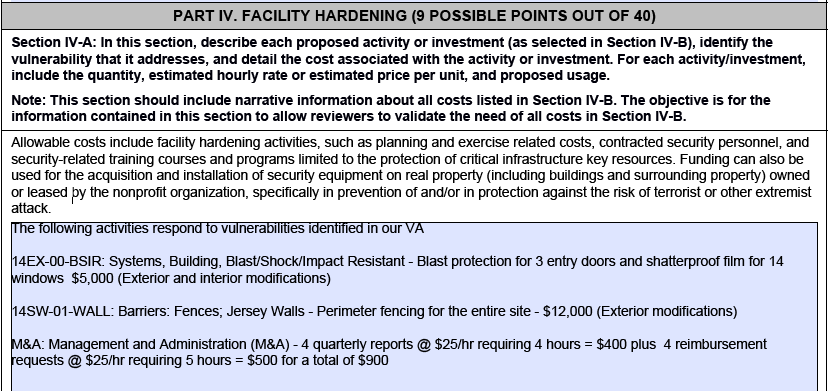 PART IV. FACILITY HARDENING (9 POSSIBLE POINTS OUT OF 40)
Section IV-A: In this section, describe each proposed activity or investment (as selected in Section IV-B), identify the
vulnerability that it addresses, and detail the cost associated with the activity or investment. For each activity/investment,
include the quantity, estimated hourly rate or estimated price per unit, and proposed usage.
Note: This section should include narrative information about all costs listed in Section IV-B. The objective is for the
information contained in this section to allow reviewers to validate the need of all costs in Section IV-B.
Allowable costs include facility hardening activities, such as planning and exercise related costs, contracted security personnel, and
security-related training courses and programs limited to the protection of critical infrastructure key resources. Funding can also be
used for the acquisition and installation of security equipment on real property (including buildings and surrounding property) owned
or leased by the nonprofit organization, specifically in prevention of and/or in protection against the risk of terrorist or other extremist
attack.
The following activities respond to vulnerabilities identified in our VA
14EX-00-BSIR: Systems, Building, Blast/Shock/Impact Resistant - Blast protection for 3 entry doors and shatterproof film for 14
windows $5,000 (Exterior and interior modifications)
14SW-01-WALL: Barriers: Fences; Jersey Walls - Perimeter fencing for the entire site - $12,000 (Exterior modifications)
M&A: Management and Administration (M&A) - 4 quarterly reports @ $25/hr requiring 4 hours = $400 plus 4 reimbursement
requests @ $25/hr requiring 5 hours = $500 for a total of $900